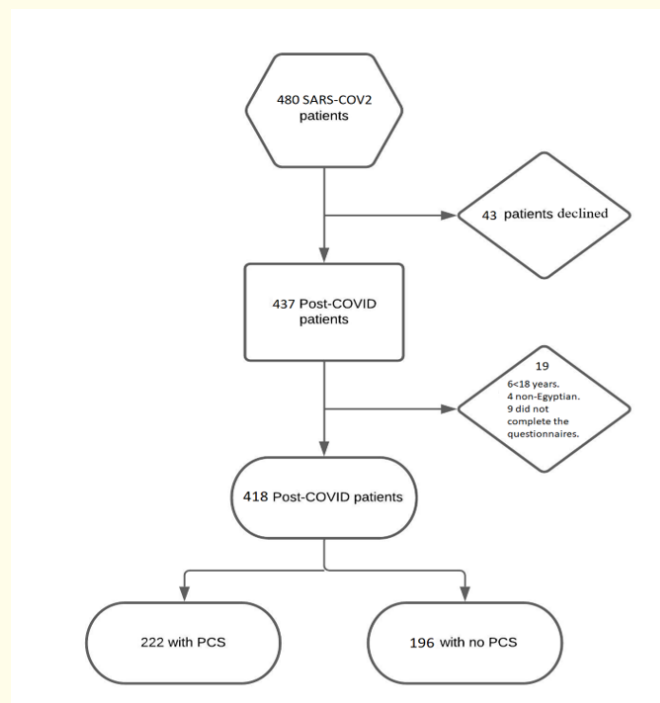 480 SARS-COV2
patients
43 patients declined
437 Post-COVID
patients
19
6<18 years.
4 non-Egyptian.
9 did not
complete the
questionnaires.
418 Post-COVID patients
222 with PCS
196 with no PCS